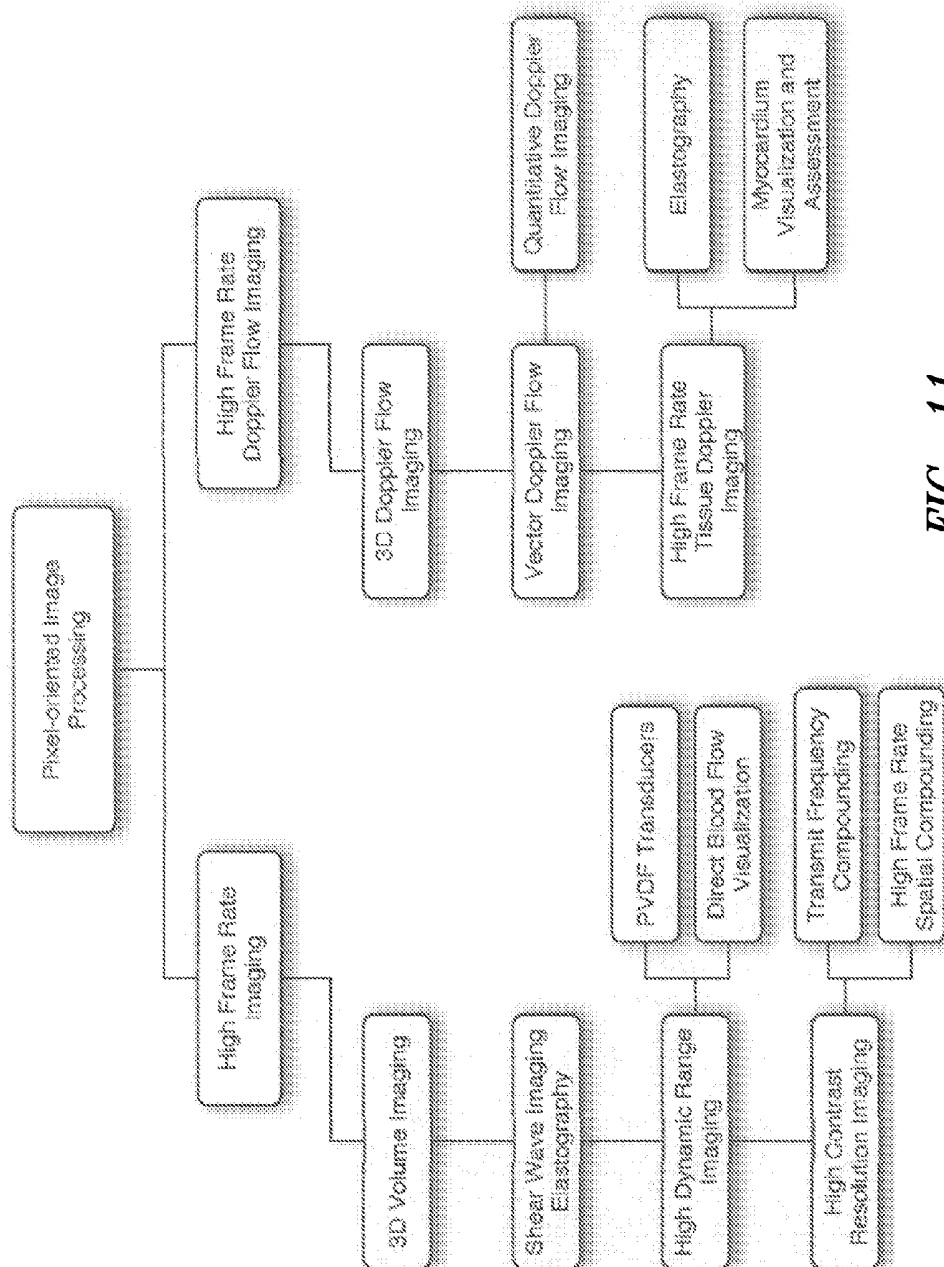 Pixel-oriented Image
Processing
High Frame Rate
Imaging
3D Volume Imaging
Shear Wave Imaging
Elastography
High Dynamic Range
Imaging
PVDF Transducers
Direct Blood Flow
Visualization
High Contrast
Resolution Imaging
Transmit Frequency
Compounding
High Frame Rate
Spatial Compounding
High Frame Rate
Doppler Flow Imaging
3D Doppler Flow
Imaging
Vector Doppler Flow
Imaging
Quantitative Doppler
Flow Imaging
High Frame Rate
Tissue Doppler
Imaging
Elastography
Myocardium
Visualization and
Assessment
FIG. 11